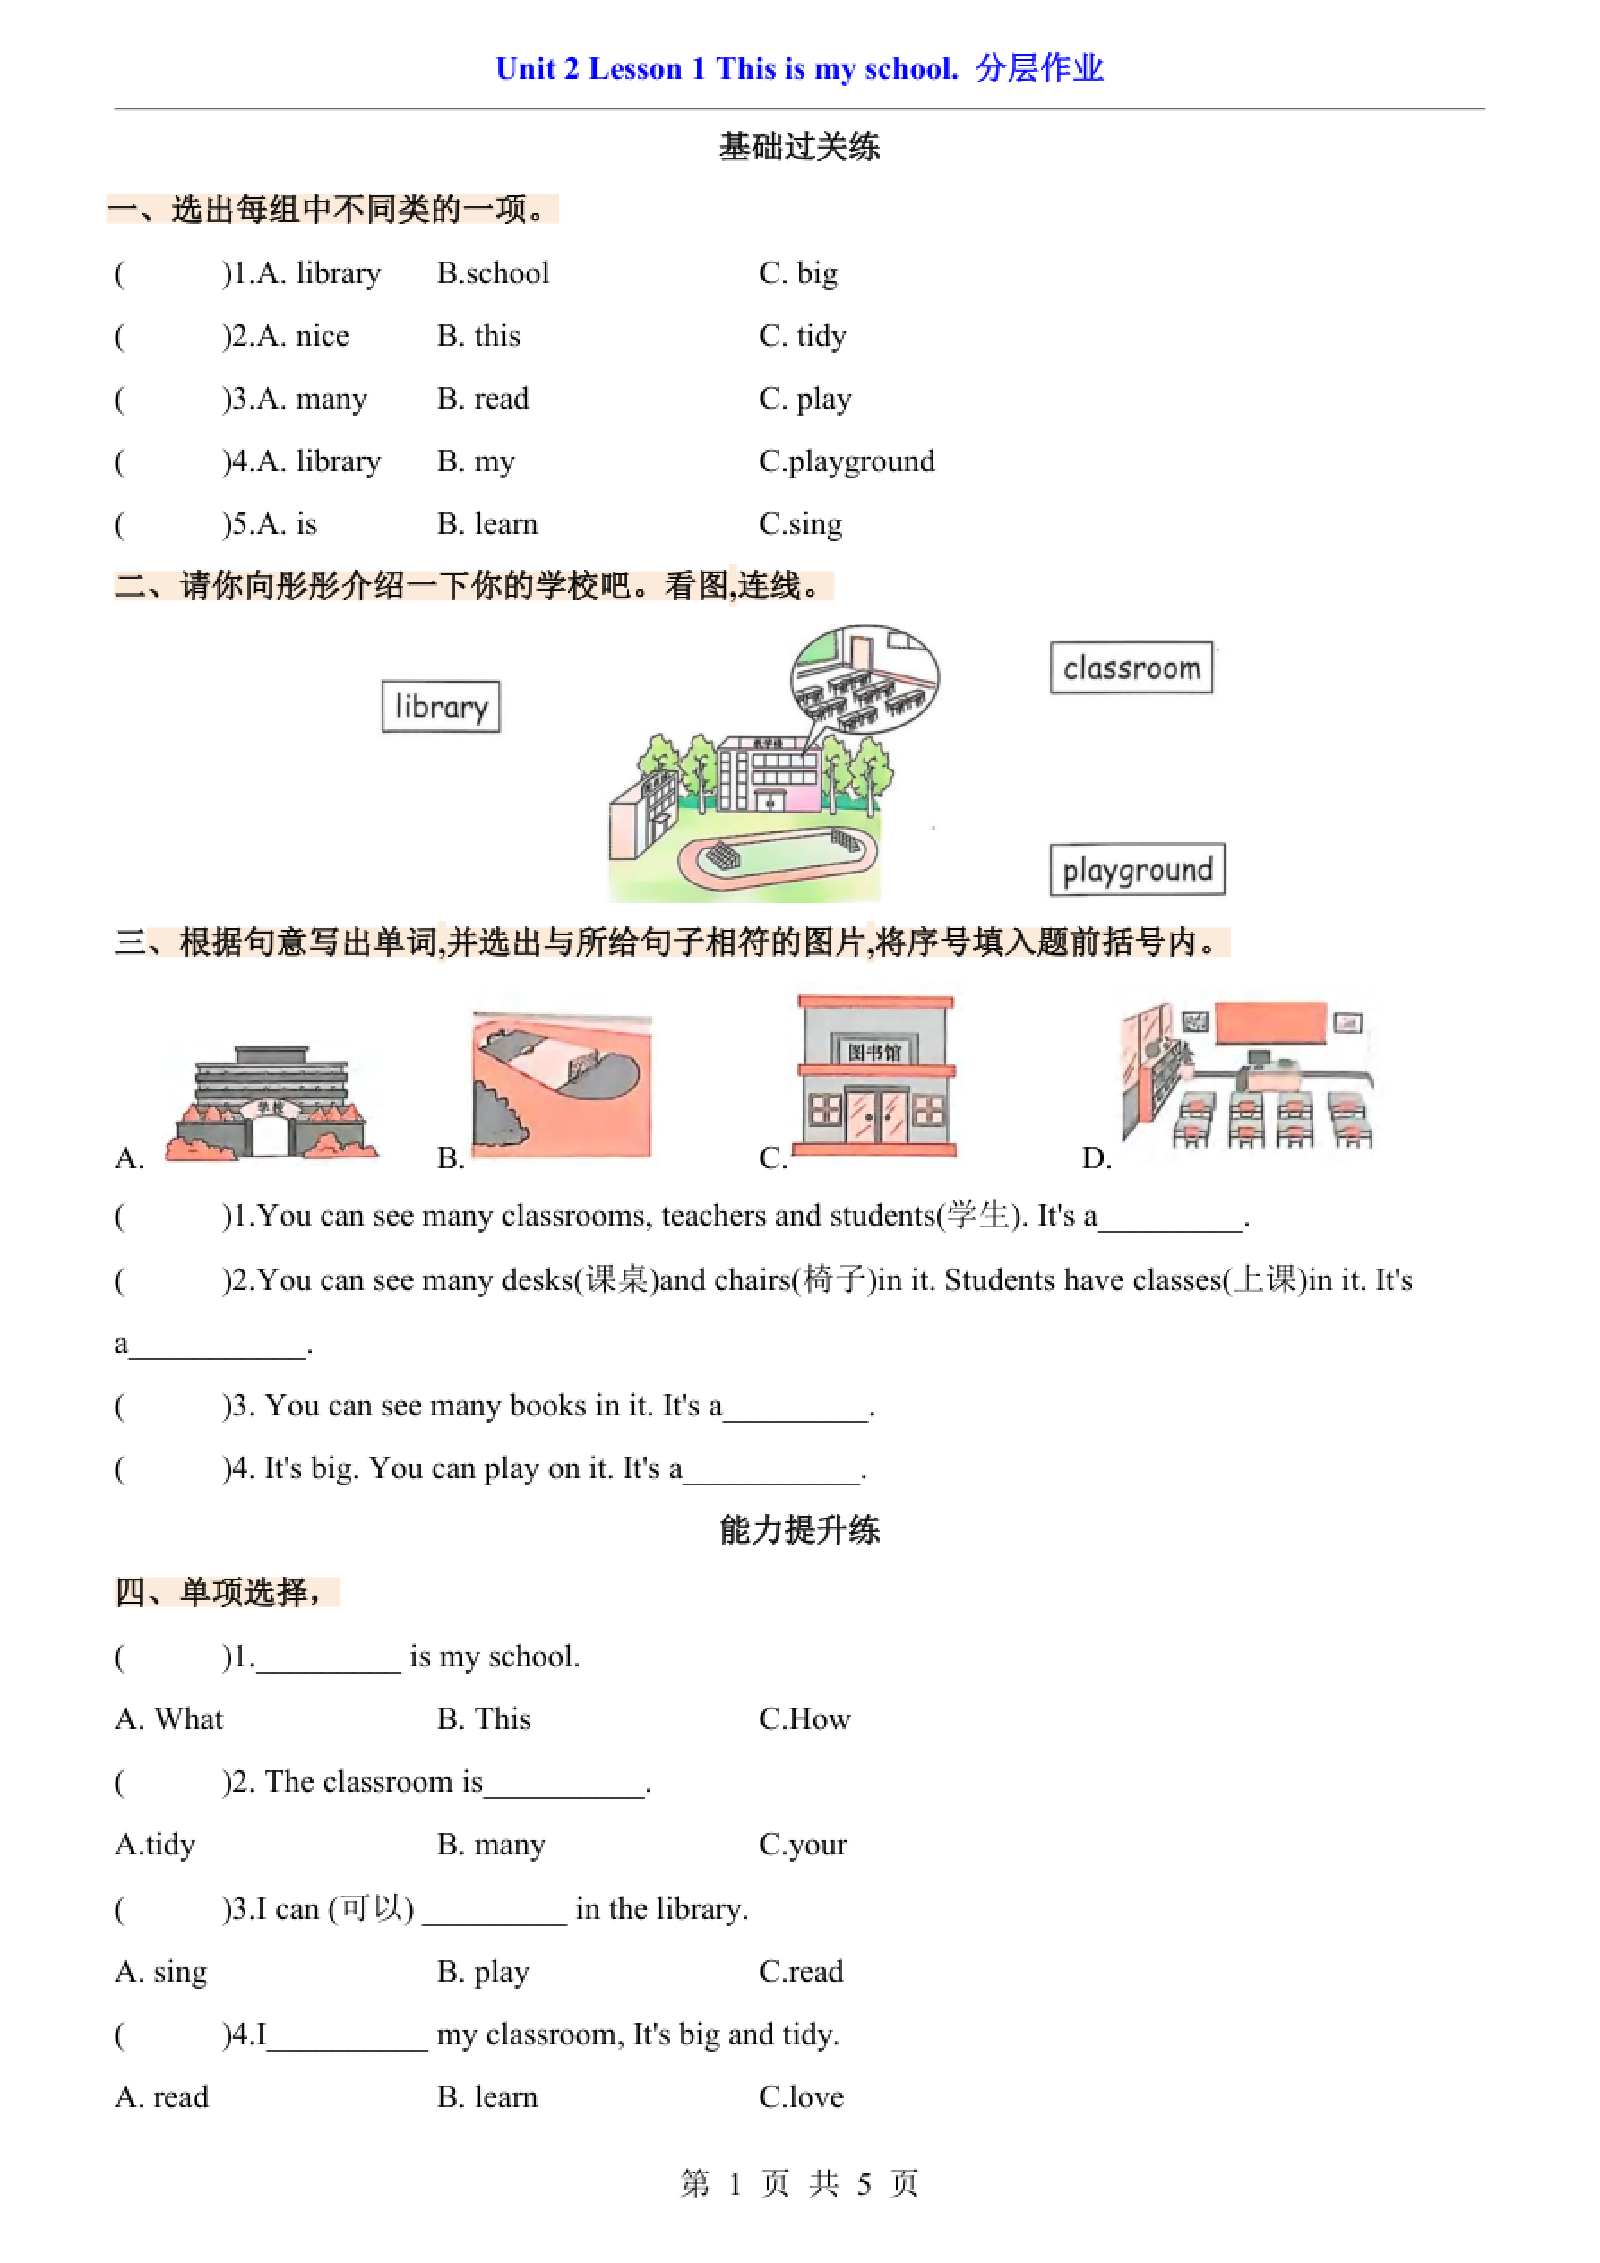 Unit 2 Lesson 1 This is my school. 分层作业
基础过关练
一、选出每组中不同类的一项。
( )1.A. library B.school C. big
( )2.A. nice B. this C. tidy
( )3.A. many B. read C. play
( )4.A. library B. my C.playground
( )5.A. is B. learn C.sing
二、请你向彤彤介绍一下你的学校吧。看图,连线。
classroom
library
教学楼
图书馆
playground
三、根据句意写出单词,并选出与所给句子相符的图片,将序号填入题前括号内。
图书馆
学校
A. B. C. D.
( )1.You can see many classrooms, teachers and students(学生). It's a_________.
( )2.You can see many desks(课桌)and chairs(椅子)in it. Students have classes(上课)in it. It's
a___________.
( )3. You can see many books in it. It's a_________.
( )4. It's big. You can play on it. It's a___________.
能力提升练
四、单项选择，
( )1._________ is my school.
A. What B. This C.How
( )2. The classroom is__________.
A.tidy B. many C.your
( )3.I can (可以) _________ in the library.
A. sing B. play C.read
( )4.I__________ my classroom, It's big and tidy.
A. read B. learn C.love
第 1 页 共 5 页